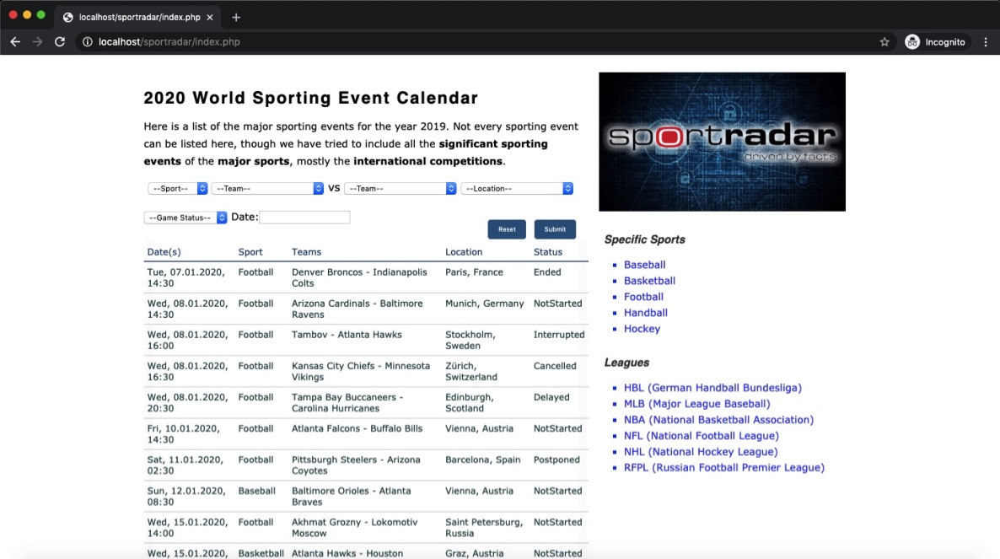 localhost/sportradar/index.php
localhost/sportradar/index.php
Incognito
2020 World Sporting Event Calendar
Here is a list of the major sporting events for the year 2019. Not every sporting event
can be listed here, though we have tried to include all the significant sporting
events of the major sports, mostly the international competitions.
--Sport-- --Team-- VS --Team-- --Location--
--Game Status-- Date:
Reset Submit
Date(s) Sport Teams Location Status
Tue, 07.01.2020, Football Denver Broncos - Indianapolis Paris, France Ended
14:30 Colts
Wed, 08.01.2020, Football Arizona Cardinals - Baltimore Munich, Germany NotStarted
14:30 Ravens
Wed, 08.01.2020, Football Tambov - Atlanta Hawks Stockholm, Interrupted
16:00 Sweden
Wed, 08.01.2020, Football Kansas City Chiefs - Minnesota Zürich, Cancelled
16:30 Vikings Switzerland
Wed, 08.01.2020, Football Tampa Bay Buccaneers - Edinburgh, Delayed
20:30 Carolina Hurricanes Scotland
Fri, 10.01.2020, Football Atlanta Falcons - Buffalo Bills Vienna, Austria NotStarted
14:30
Sat, 11.01.2020, Football Pittsburgh Steelers - Arizona Barcelona, Spain Postponed
02:30 Coyotes
Sun, 12.01.2020, Baseball Baltimore Orioles - Atlanta Vienna, Austria NotStarted
08:30 Braves
Wed, 15.01.2020, Football Akhmat Grozny - Lokomotiv Saint Petersburg, NotStarted
14:00 Moscow Russia
Wed, 15.01.2020, Basketball Atlanta Hawks - Houston Graz, Austria NotStarted
sportradar
driven by facts
Specific Sports
Baseball
Basketball
Football
Handball
Hockey
Leagues
HBL (German Handball Bundesliga)
MLB (Major League Baseball)
NBA (National Basketball Association)
NFL (National Football League)
NHL (National Hockey League)
RFPL (Russian Football Premier League)